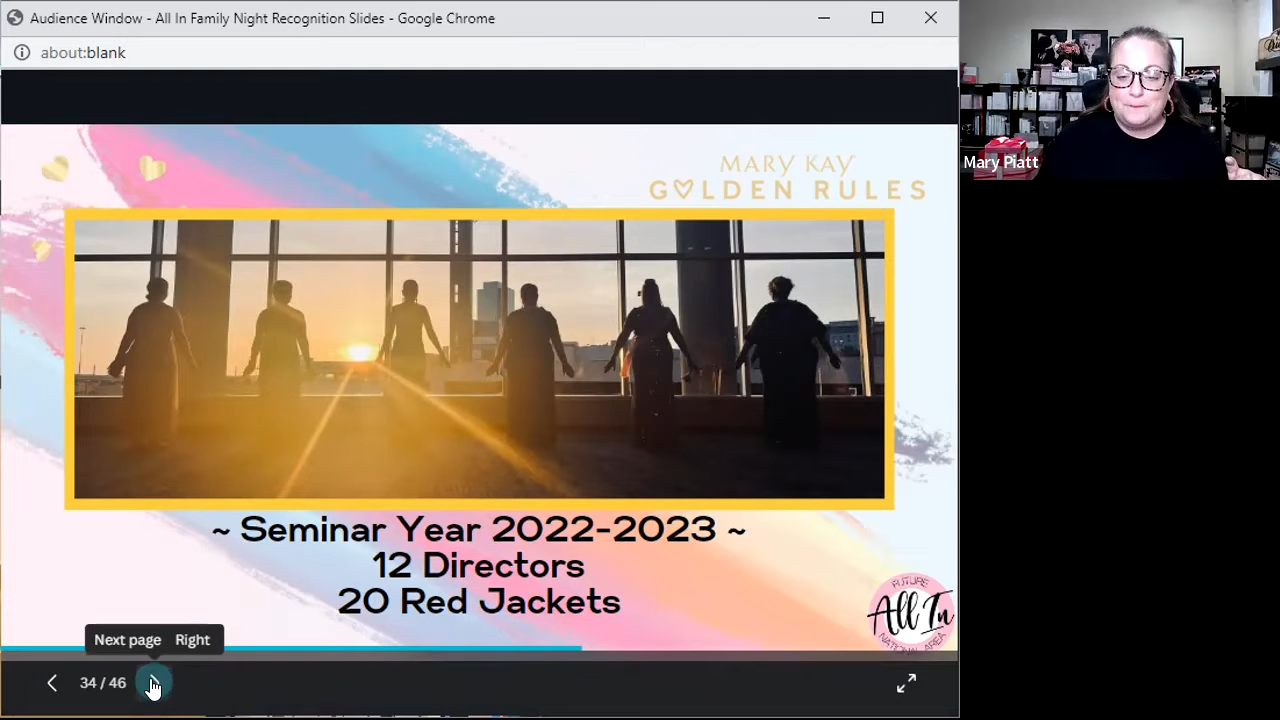 Audience Window - All In Family Night Recognition Slides - Google Chrome
about:blank
MARY KAY
GOLDEN RULES
~ Seminar Year 2022-2023 ~
12 Directors
20 Red Jackets
FUTURE
All In
NATIONAL AREA
Next page Right
34 / 46
Mary Piatt